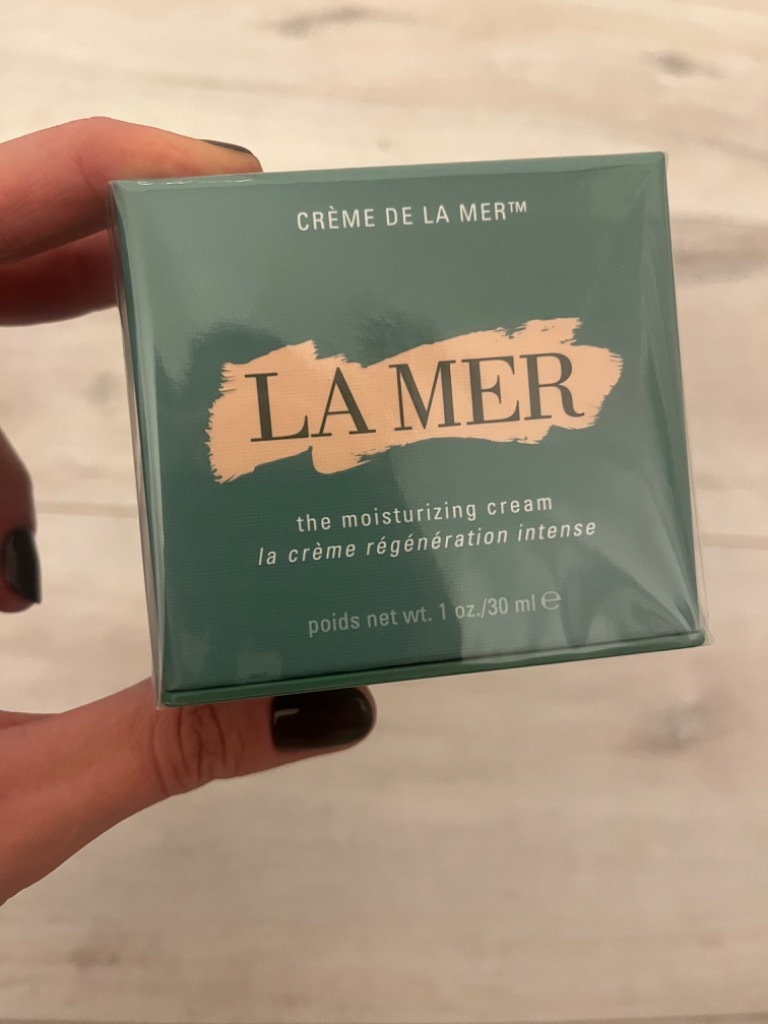 CRÈME DE LA MER™
LA MER
the moisturizing cream
la crème régénération intense
poids net wt. 1 oz./30 ml ℮